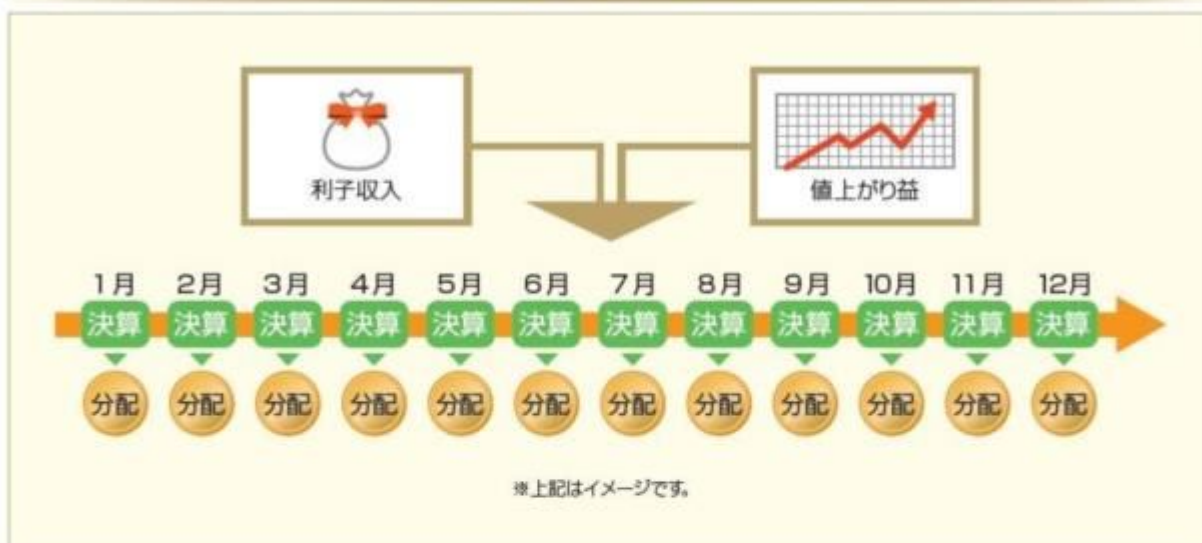 利子収入
値上がり益
1月 2月 3月 4月 5月 6月 7月 8月 9月 10月 11月 12月
決算 決算 決算 決算 決算 決算 決算 決算 決算 決算 決算 決算
分配 分配 分配 分配 分配 分配 分配 分配 分配 分配 分配 分配
※上記はイメージです。